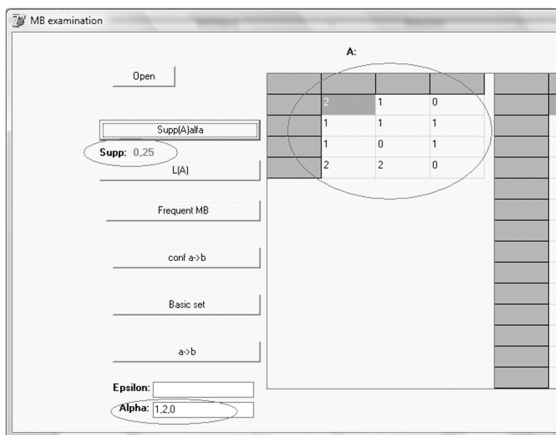 MB examination
A:
Open
2 1 0
Supp(A)alfa
1 1 1
Supp: 0,25
1 0 1
L(A)
2 2 0
Frequent MB
conf a->b
Basic set
a->b
Epsilon:
Alpha: 1,2,0